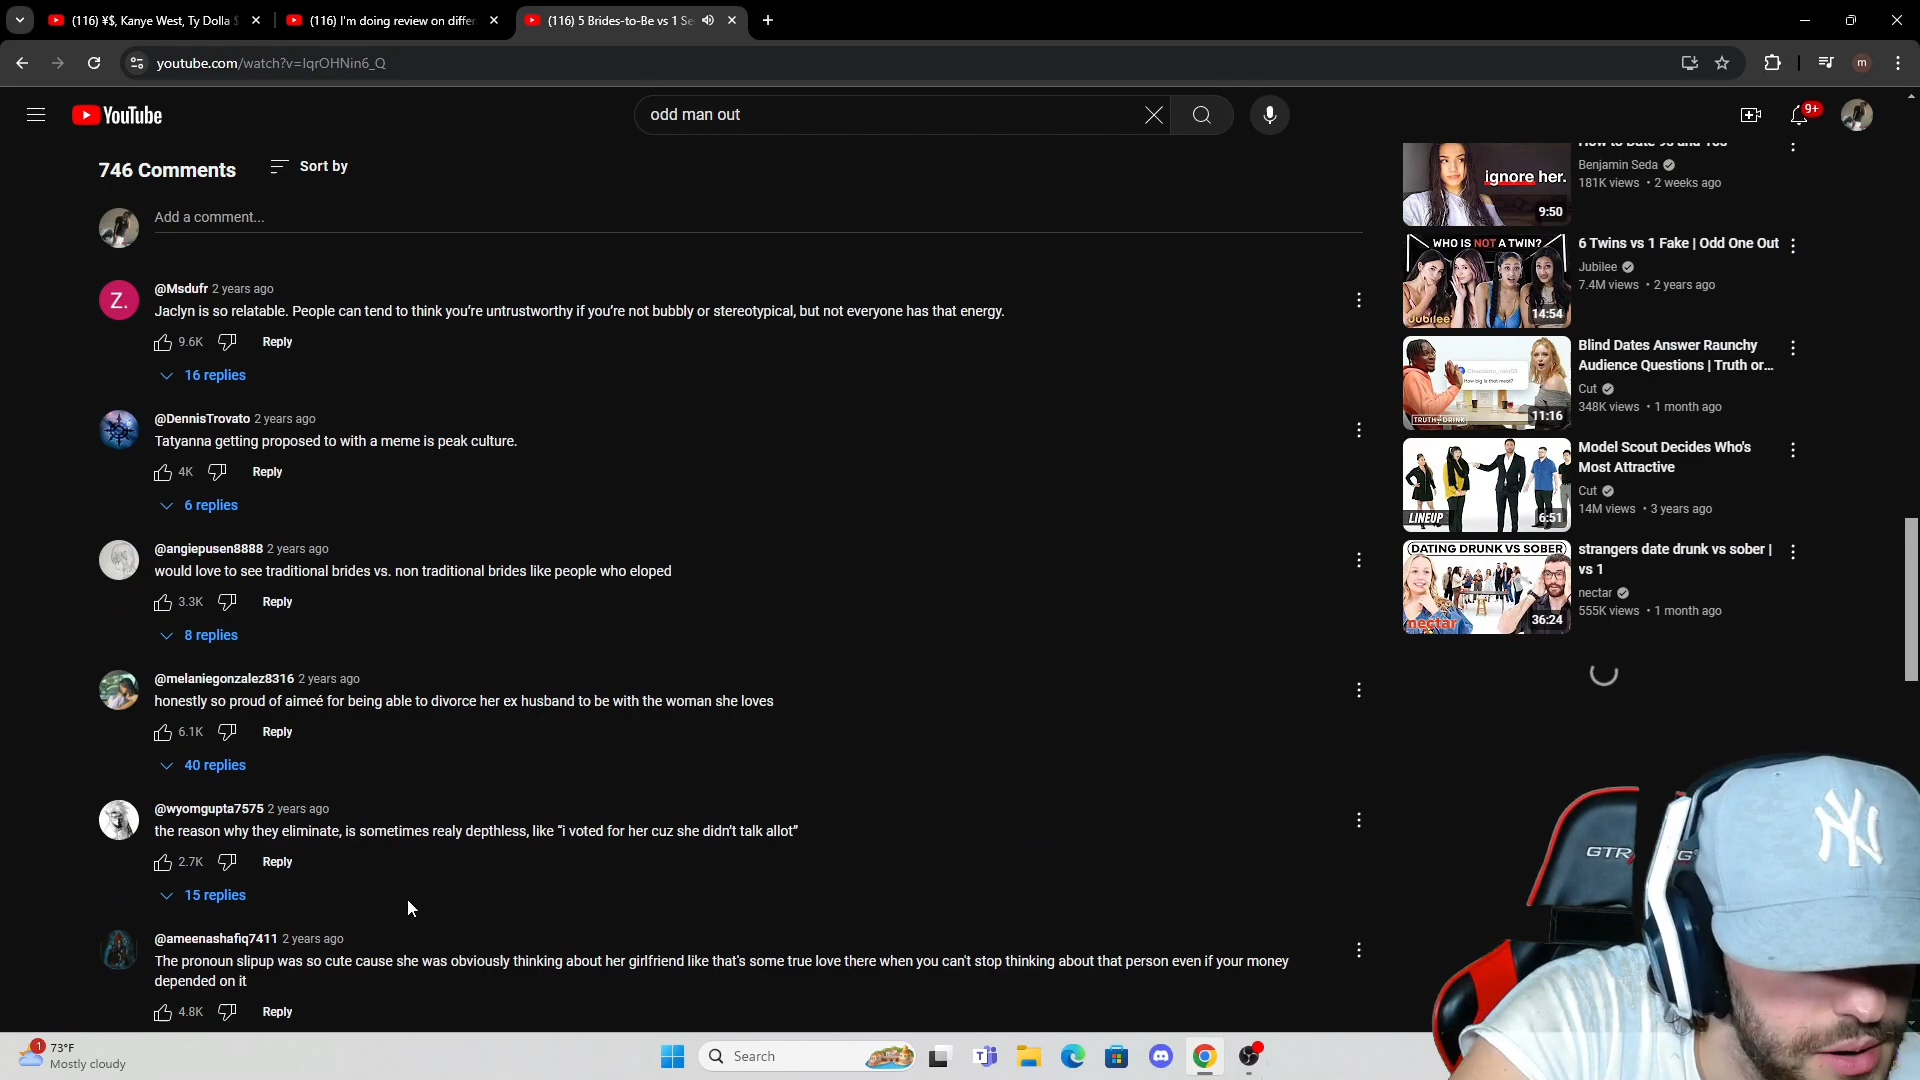 (116) ¥$, Kanye West, Ty Dolla $
(116) I'm doing review on differ
(116) 5 Brides-to-Be vs 1 Se
youtube.com/watch?v=IqrOHNin6_Q
m
YouTube
odd man out
9+
746 Comments
Sort by
Add a comment...
Z.
@Msdufr 2 years ago
Jaclyn is so relatable. People can tend to think you’re untrustworthy if you’re not bubbly or stereotypical, but not everyone has that energy.
9.6K Reply
16 replies
@DennisTrovato 2 years ago
Tatyanna getting proposed to with a meme is peak culture.
4K Reply
6 replies
@angiepusen8888 2 years ago
would love to see traditional brides vs. non traditional brides like people who eloped
3.3K Reply
8 replies
@melaniegonzalez8316 2 years ago
honestly so proud of aimeé for being able to divorce her ex husband to be with the woman she loves
6.1K Reply
40 replies
@wyomgupta7575 2 years ago
the reason why they eliminate, is sometimes realy depthless, like “i voted for her cuz she didn’t talk allot”
2.7K Reply
15 replies
@ameenashafiq7411 2 years ago
The pronoun slipup was so cute cause she was obviously thinking about her girlfriend like that's some true love there when you can't stop thinking about that person even if your money
depended on it
4.8K Reply
ignore her.
9:50
Benjamin Seda
181K views • 2 weeks ago
WHO IS NOT A TWIN?
Jubilee
14:54
6 Twins vs 1 Fake | Odd One Out
Jubilee
7.4M views • 2 years ago
How big is that meat?
TRUTH OR DRINK
11:16
Blind Dates Answer Raunchy
Audience Questions | Truth or...
Cut
348K views • 1 month ago
LINEUP
6:51
Model Scout Decides Who's
Most Attractive
Cut
14M views • 3 years ago
DATING DRUNK VS SOBER
nectar
36:24
strangers date drunk vs sober |
vs 1
nectar
555K views • 1 month ago
GTR
NY
1
73°F
Mostly cloudy
Search